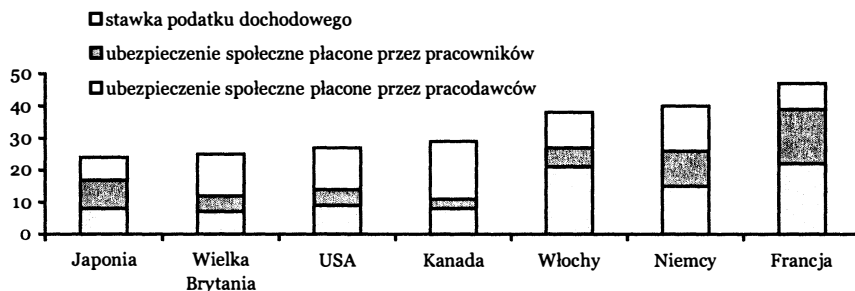 stawka podatku dochodowego
ubezpieczenie społeczne płacone przez pracowników
ubezpieczenie społeczne płacone przez pracodawców
50
40
30
20
10
0
Japonia
Wielka
Brytania
USA
Kanada
Włochy
Niemcy
Francja